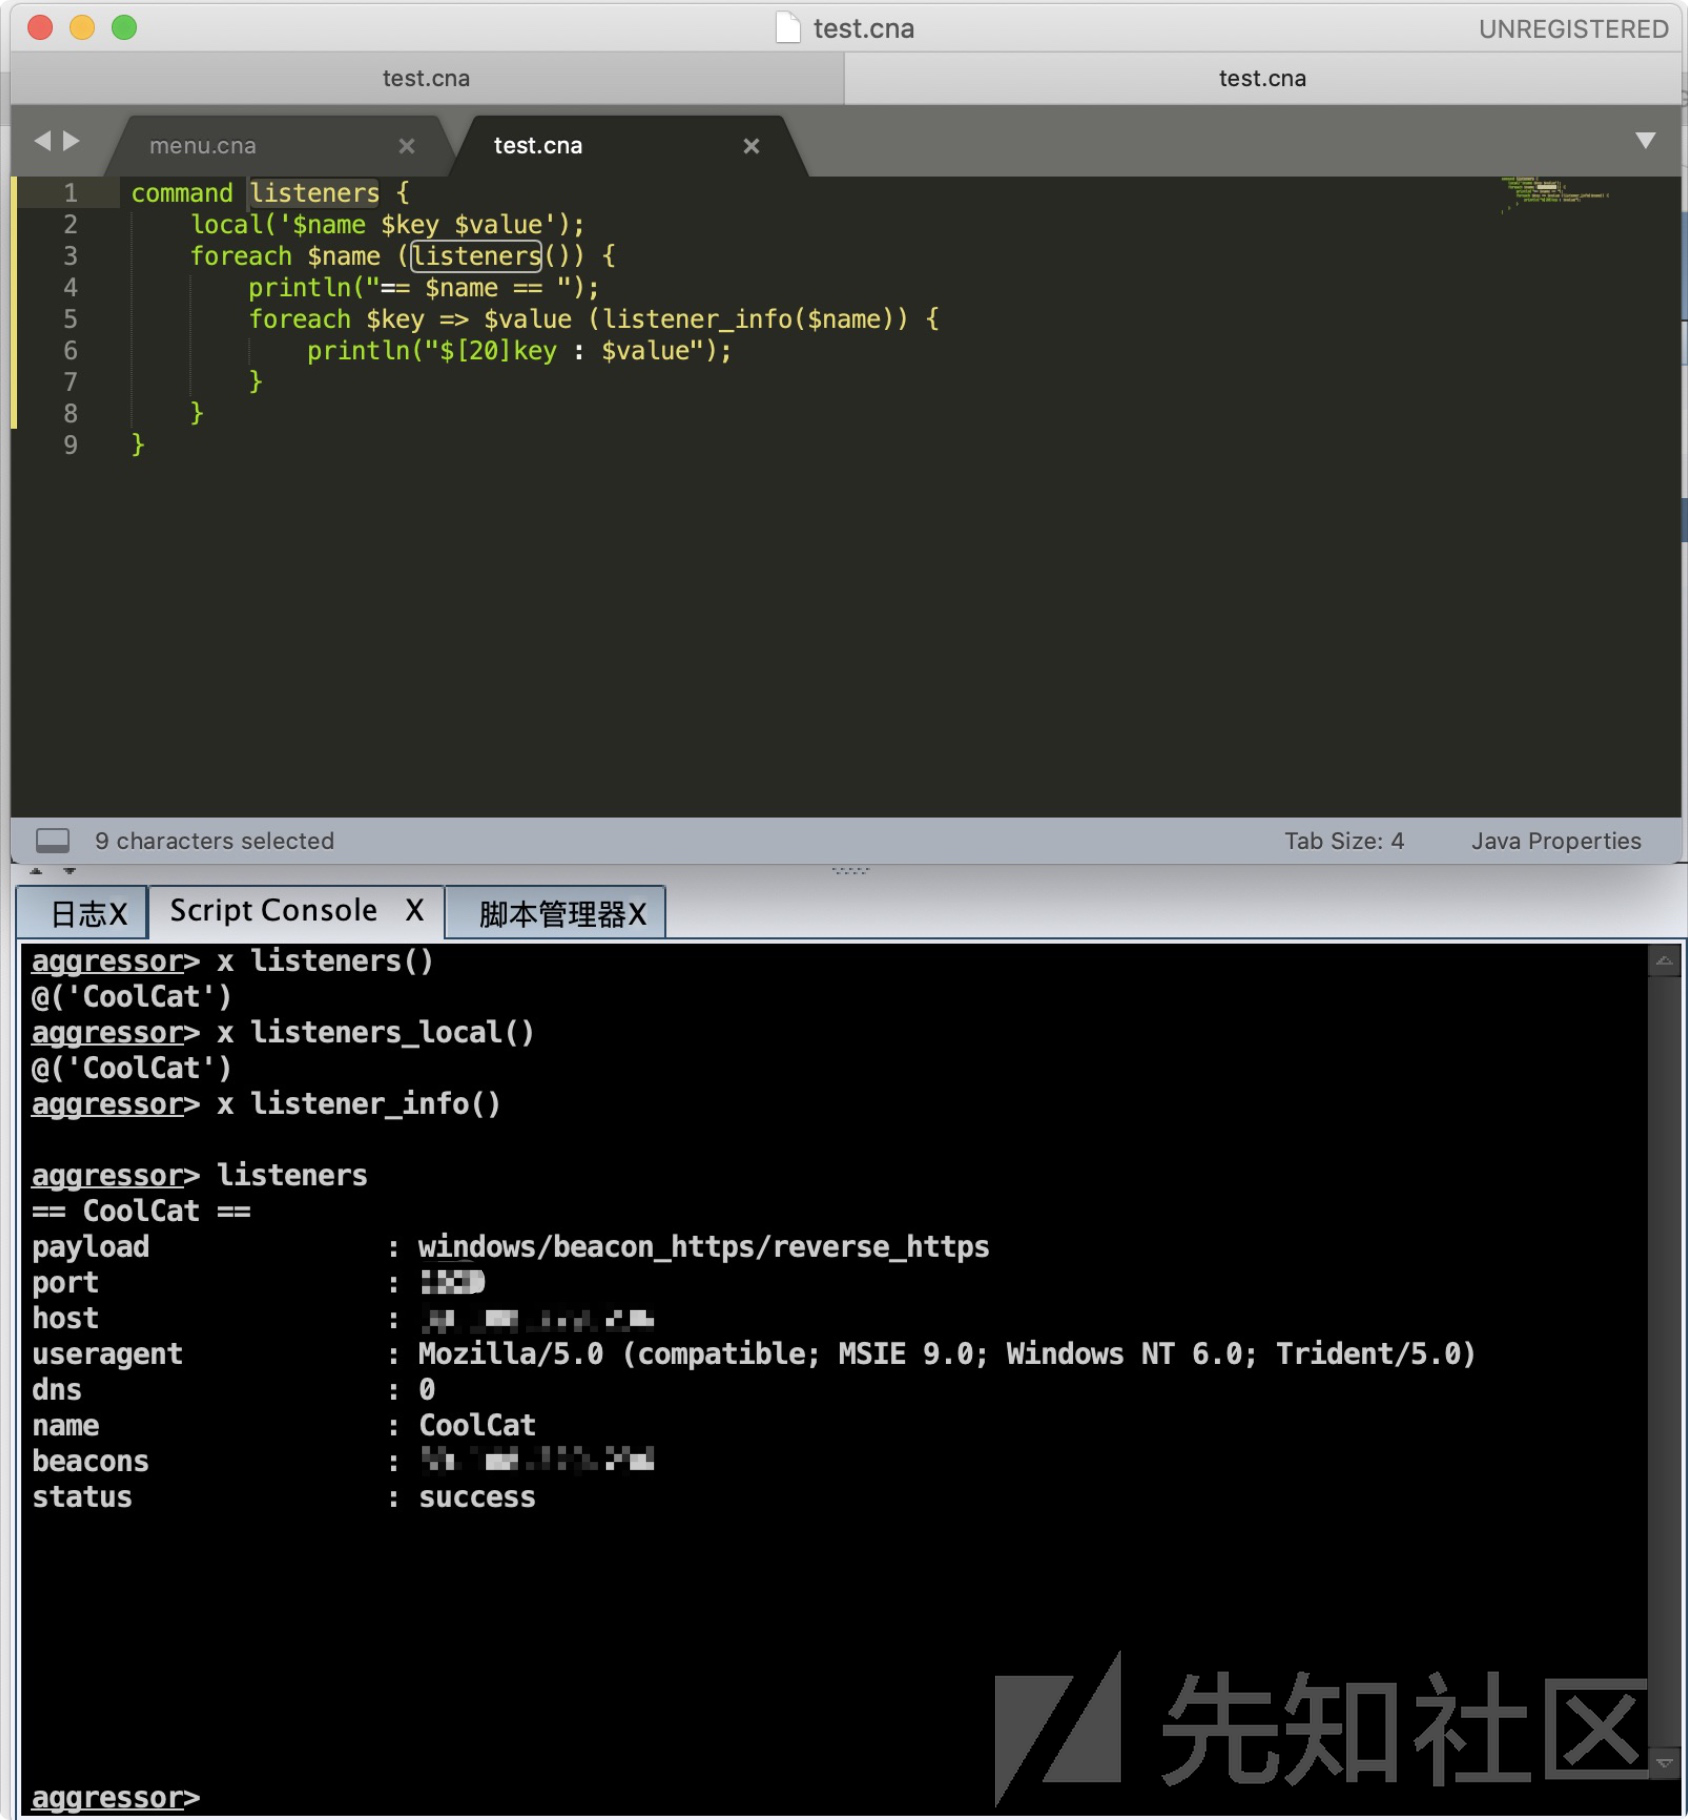 test.cna
UNREGISTERED
test.cna
test.cna
menu.cna ×
test.cna ×
1 command listeners {
2     local('$name $key $value');
3     foreach $name (listeners()) {
4         println("== $name == ");
5         foreach $key => $value (listener_info($name)) {
6             println("$[20]key : $value");
7         }
8     }
9 }
9 characters selected
Tab Size: 4
Java Properties
日志X
Script Console X
脚本管理器X
aggressor> x listeners()
@('CoolCat')
aggressor> x listeners_local()
@('CoolCat')
aggressor> x listener_info()
aggressor> listeners
== CoolCat ==
payload : windows/beacon_https/reverse_https
port :
host :
useragent : Mozilla/5.0 (compatible; MSIE 9.0; Windows NT 6.0; Trident/5.0)
dns : 0
name : CoolCat
beacons :
status : success
先知社区
aggressor>